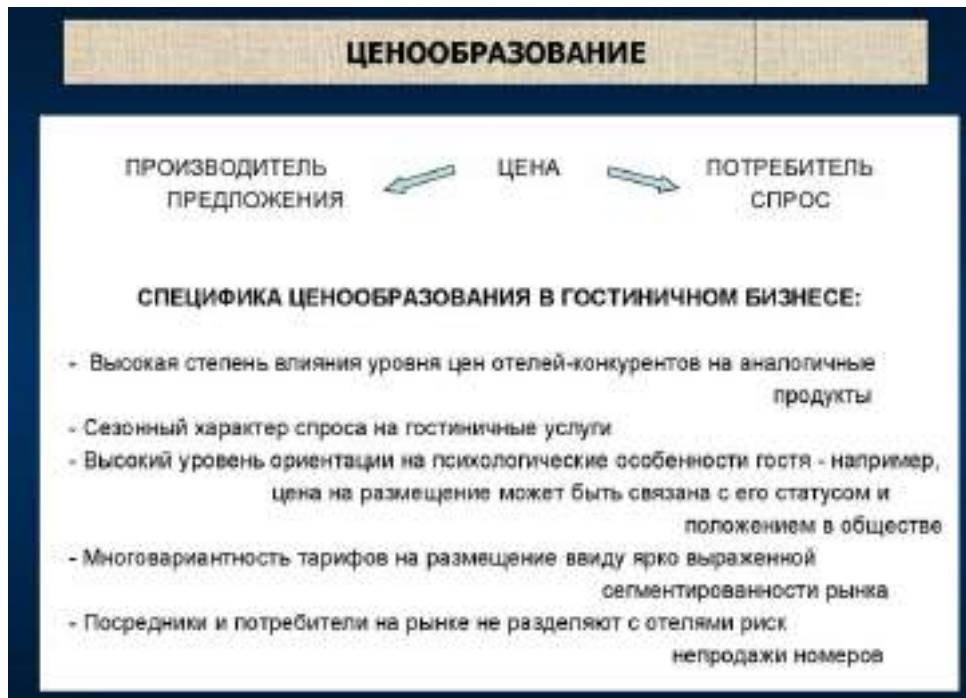 ЦЕНООБРАЗОВАНИЕ
ПРОИЗВОДИТЕЛЬ ЦЕНА ПОТРЕБИТЕЛЬ
ПРЕДЛОЖЕНИЯ СПРОС
СПЕЦИФИКА ЦЕНООБРАЗОВАНИЯ В ГОСТИНИЧНОМ БИЗНЕСЕ:
- Высокая степень влияния уровня цен отелей-конкурентов на аналогичные
продукты
- Сезонный характер спроса на гостиничные услуги
- Высокий уровень ориентации на психологические особенности гостя - например,
цена на размещение может быть связана с его статусом и
положением в обществе
- Многовариантность тарифов на размещение ввиду ярко выраженной
сегментированности рынка
- Посредники и потребители на рынке не разделяют с отелями риск
непродажи номеров